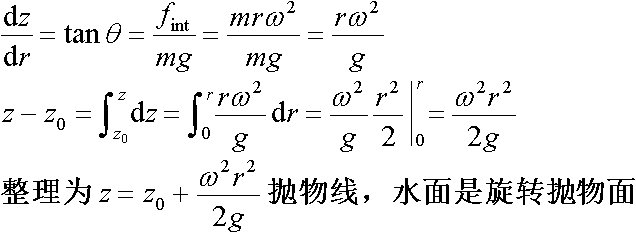 dz/dr = tan θ = f_int/mg = mrω²/mg = rω²/g
z − z₀ = ∫_{z₀}^{z} dz = ∫_0^r (rω²/g) dr = (ω²/g) (r²/2) |_0^r = ω²r²/2g
整理为 z = z₀ + ω²r²/2g 抛物线，水面是旋转抛物面